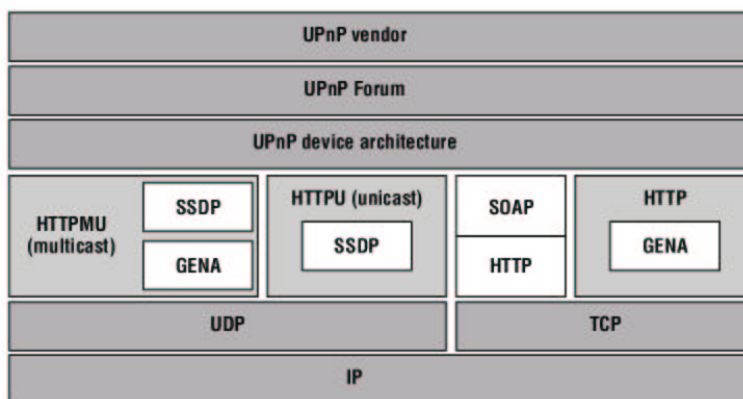 UPnP vendor
UPnP Forum
UPnP device architecture
HTTPMU
(multicast)
SSDP
GENA
HTTPU (unicast)
SSDP
SOAP
HTTP
HTTP
GENA
UDP
TCP
IP